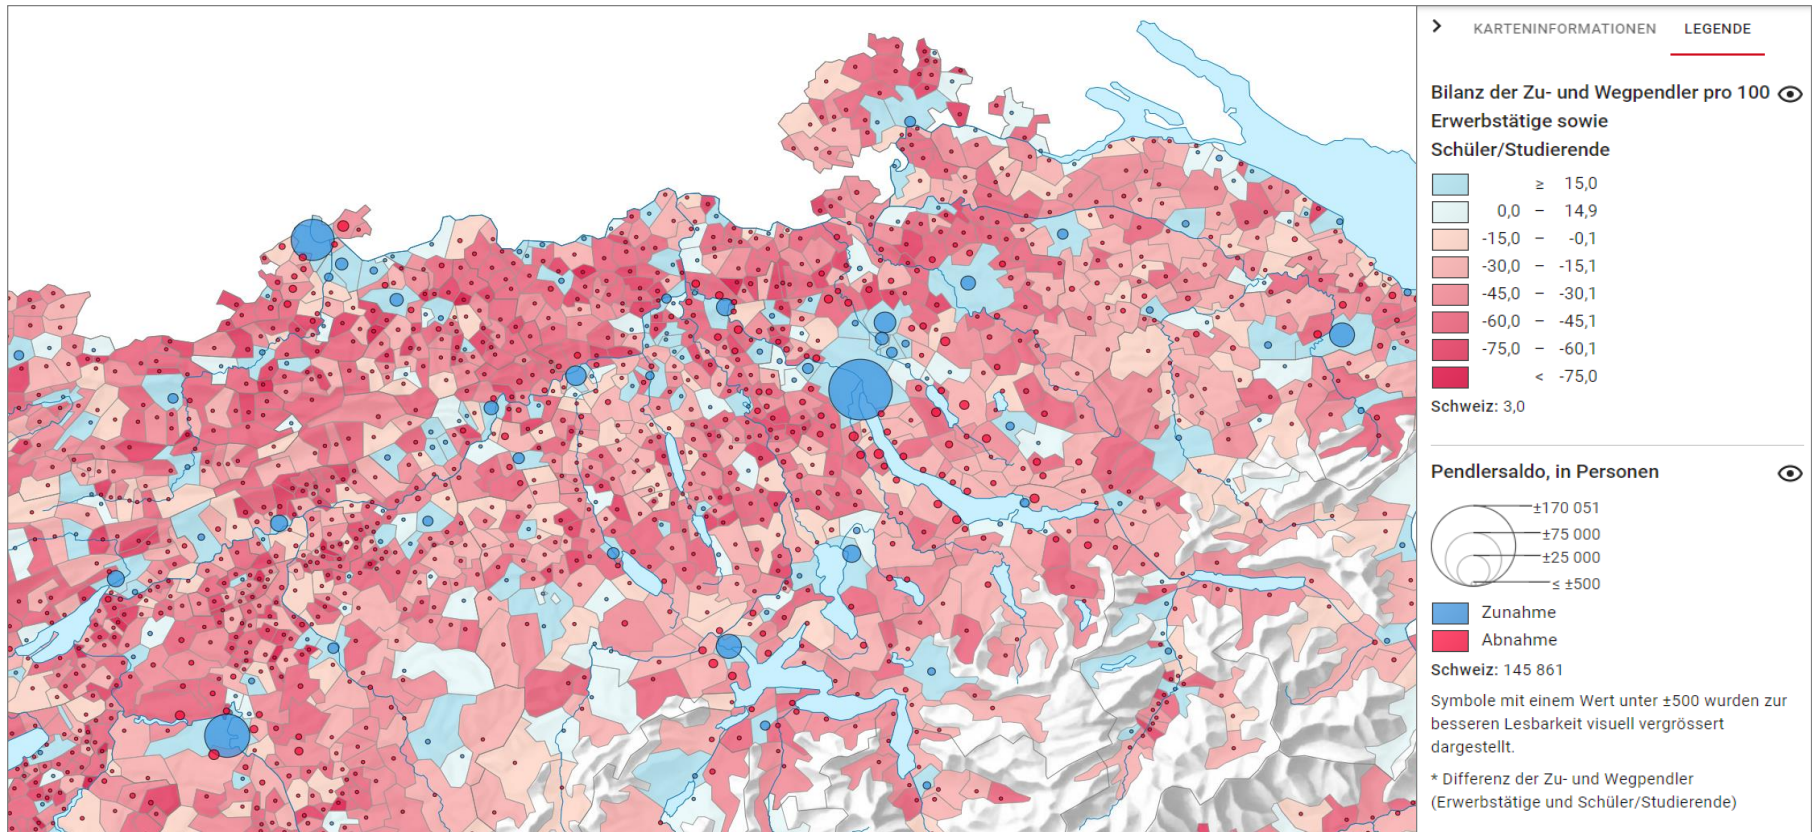 KARTENINFORMATIONEN LEGENDE
Bilanz der Zu- und Wegpendler pro 100
Erwerbstätige sowie
Schüler/Studierende
≥ 15,0
0,0 – 14,9
-15,0 – -0,1
-30,0 – -15,1
-45,0 – -30,1
-60,0 – -45,1
-75,0 – -60,1
< -75,0
Schweiz: 3,0
Pendlersaldo, in Personen
±170 051
±75 000
±25 000
≤ ±500
Zunahme
Abnahme
Schweiz: 145 861
Symbole mit einem Wert unter ±500 wurden zur
besseren Lesbarkeit visuell vergrössert
dargestellt.
* Differenz der Zu- und Wegpendler
(Erwerbstätige und Schüler/Studierende)